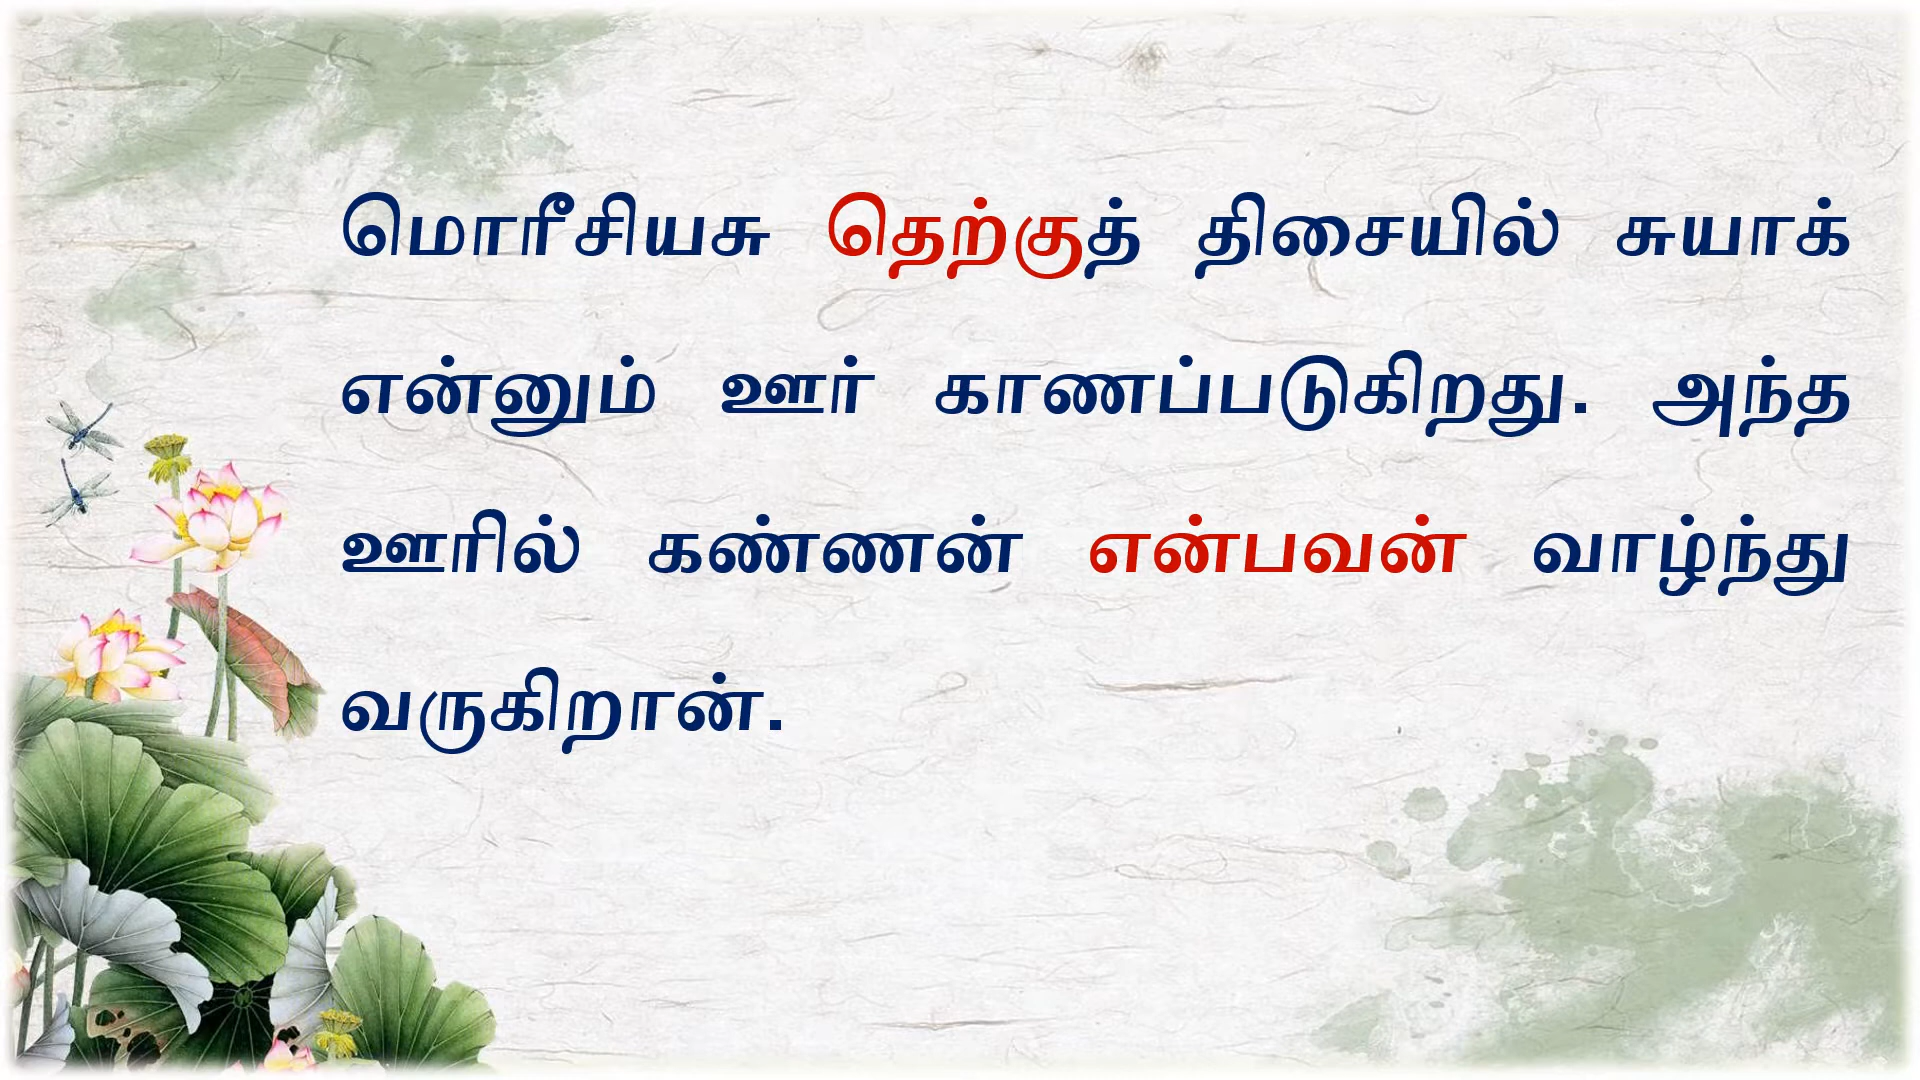 மொரீசியசு தெற்குத் திசையில் சுயாக்
என்னும் ஊர் காணப்படுகிறது. அந்த
ஊரில் கண்ணன் என்பவன் வாழ்ந்து
வருகிறான்.